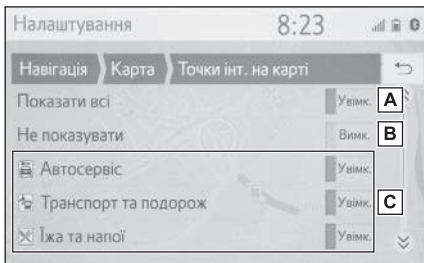 Налаштування 8:23
Навігація Карта Точки інт. на карті
Показати всі Увімк. A
Не показувати Вимк. B
Автосервіс Увімк.
Транспорт та подорож Увімк. C
Їжа та напої Увімк.